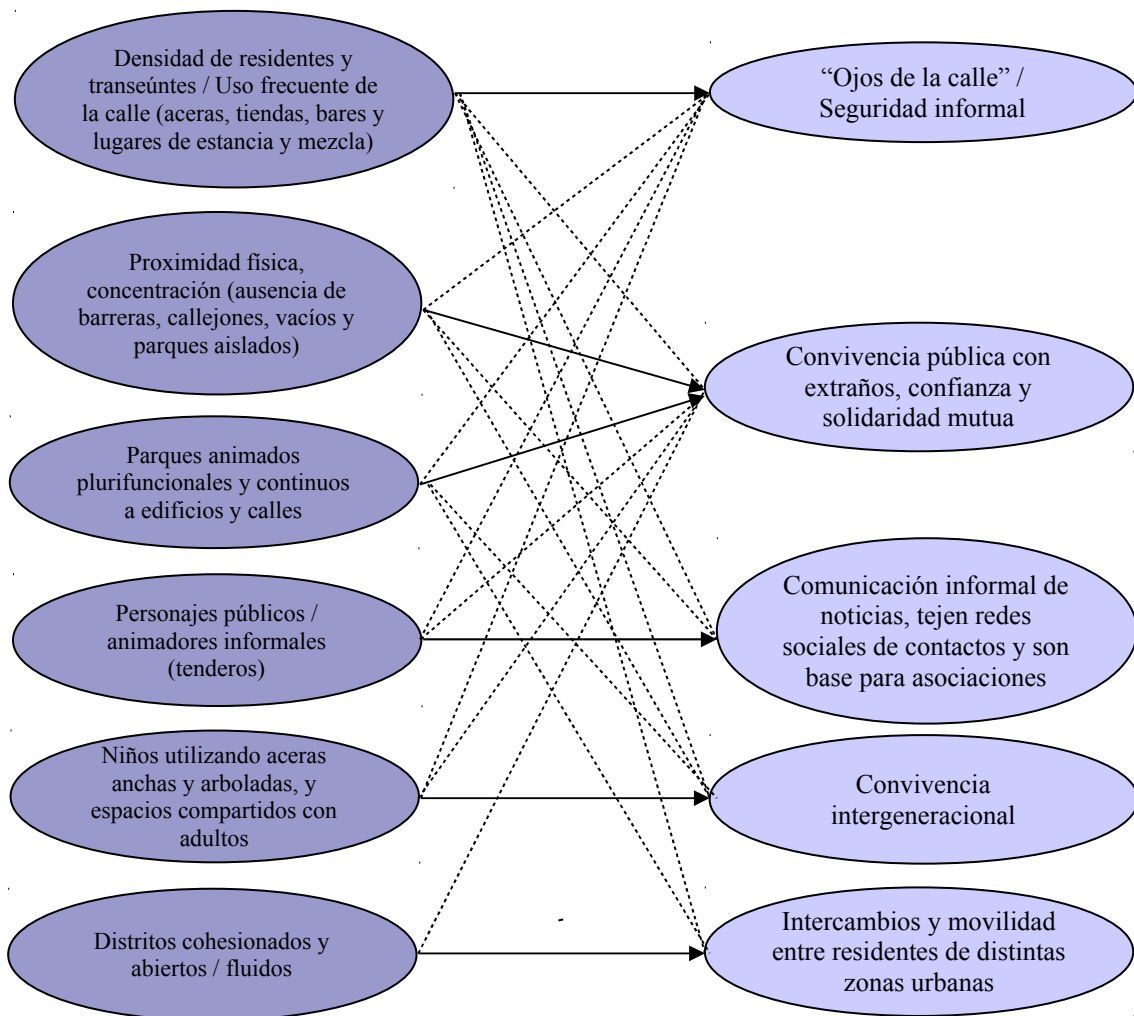 Densidad de residentes y
transeúntes / Uso frecuente de
la calle (aceras, tiendas, bares y
lugares de estancia y mezcla)
Proximidad física,
concentración (ausencia de
barreras, callejones, vacíos y
parques aislados)
Parques animados
plurifuncionales y continuos
a edificios y calles
Personajes públicos /
animadores informales
(tenderos)
Niños utilizando aceras
anchas y arboladas, y
espacios compartidos con
adultos
Distritos cohesionados y
abiertos / fluidos
“Ojos de la calle” /
Seguridad informal
Convivencia pública con
extraños, confianza y
solidaridad mutua
Comunicación informal de
noticias, tejen redes
sociales de contactos y son
base para asociaciones
Convivencia
intergeneracional
Intercambios y movilidad
entre residentes de distintas
zonas urbanas